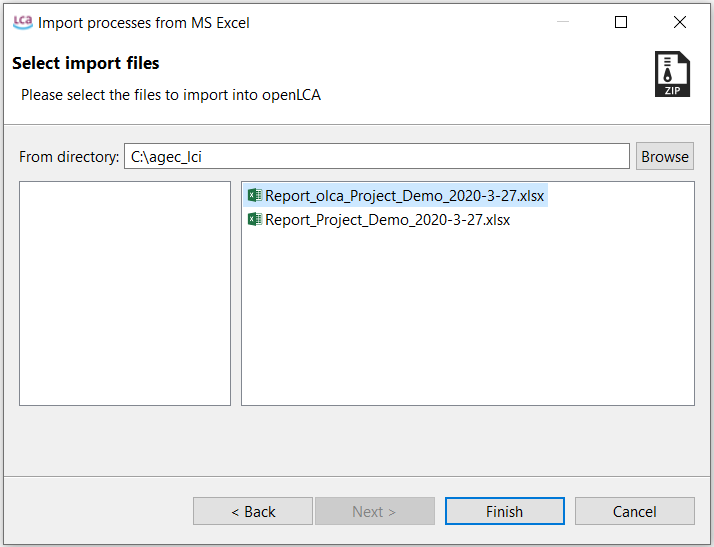 LCA Import processes from MS Excel
Select import files
Please select the files to import into openLCA
ZIP
From directory: C:\agec_lci Browse
Report_olca_Project_Demo_2020-3-27.xlsx
Report_Project_Demo_2020-3-27.xlsx
< Back Next > Finish Cancel